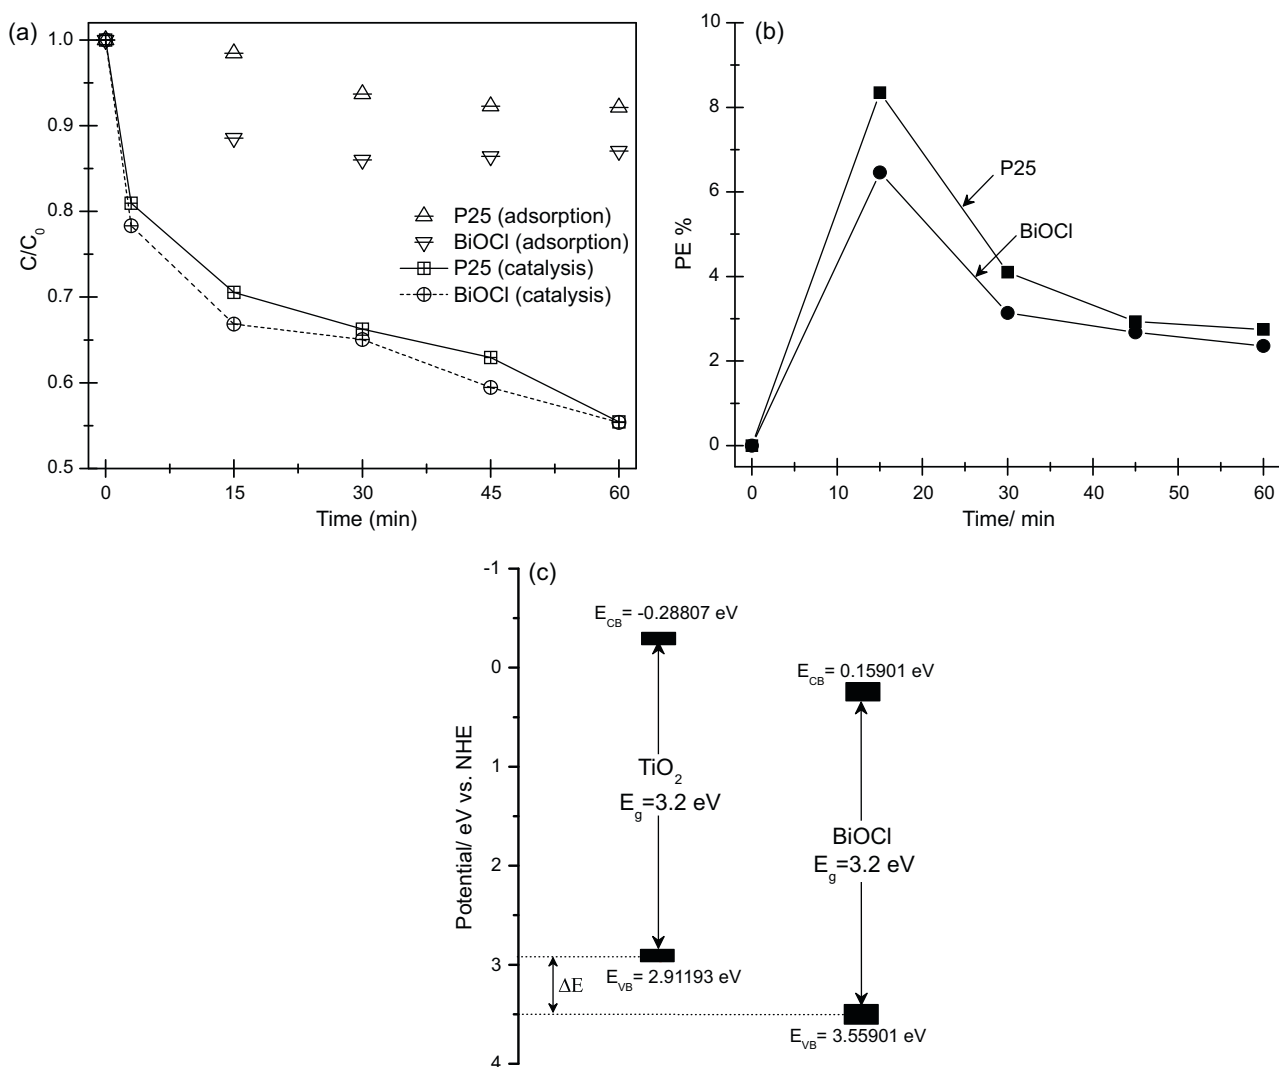 (a)
1.0
0.9
0.8
0.7
0.6
0.5
C/C0
P25 (adsorption)
BiOCl (adsorption)
P25 (catalysis)
BiOCl (catalysis)
0 15 30 45 60
Time (min)
(b)
10
8
6
4
2
0
PE %
P25
BiOCl
0 10 20 30 40 50 60
Time/ min
(c)
-1
0
1
2
3
4
Potential/ eV vs. NHE
ECB= -0.28807 eV
ECB= 0.15901 eV
TiO2
Eg=3.2 eV
BiOCl
Eg=3.2 eV
ΔE
EVB= 2.91193 eV
EVB= 3.55901 eV